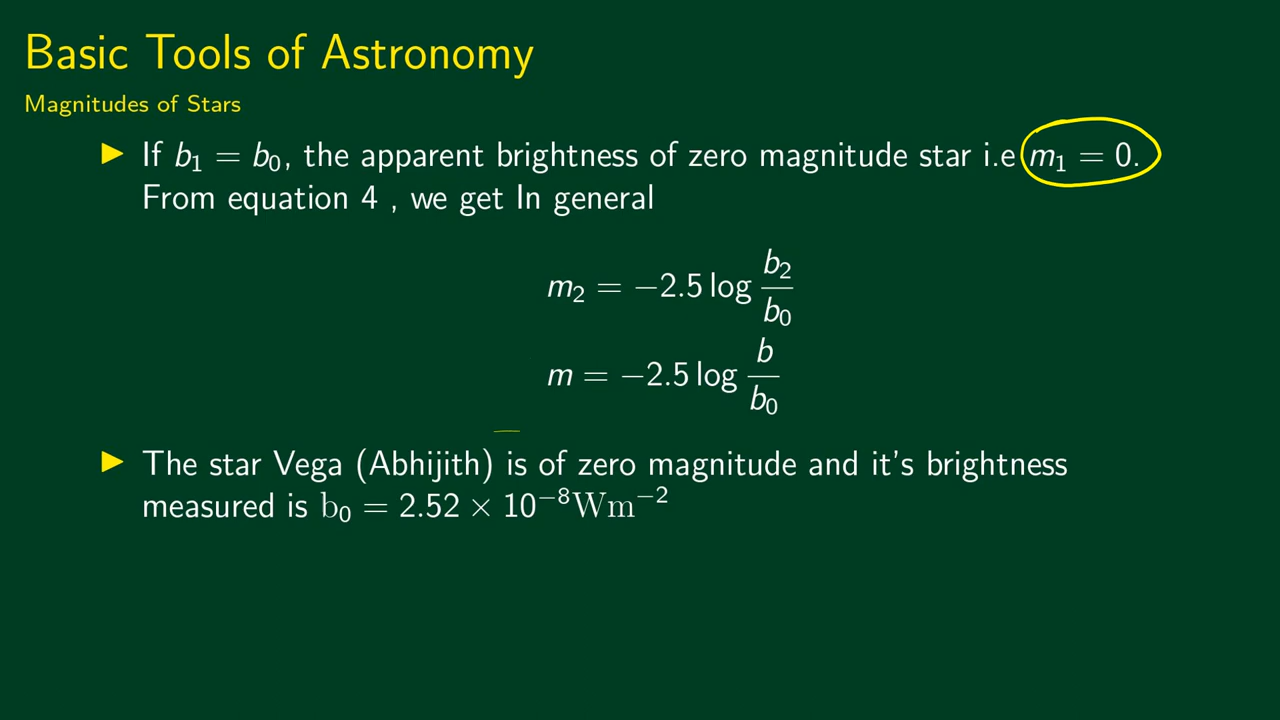 Basic Tools of Astronomy
Magnitudes of Stars
▶ If b₁ = b₀, the apparent brightness of zero magnitude star i.e m₁ = 0.
From equation 4 , we get In general
m₂ = −2.5 log b₂/b₀
m = −2.5 log b/b₀
▶ The star Vega (Abhijith) is of zero magnitude and it's brightness
measured is b₀ = 2.52 × 10⁻⁸Wm⁻²